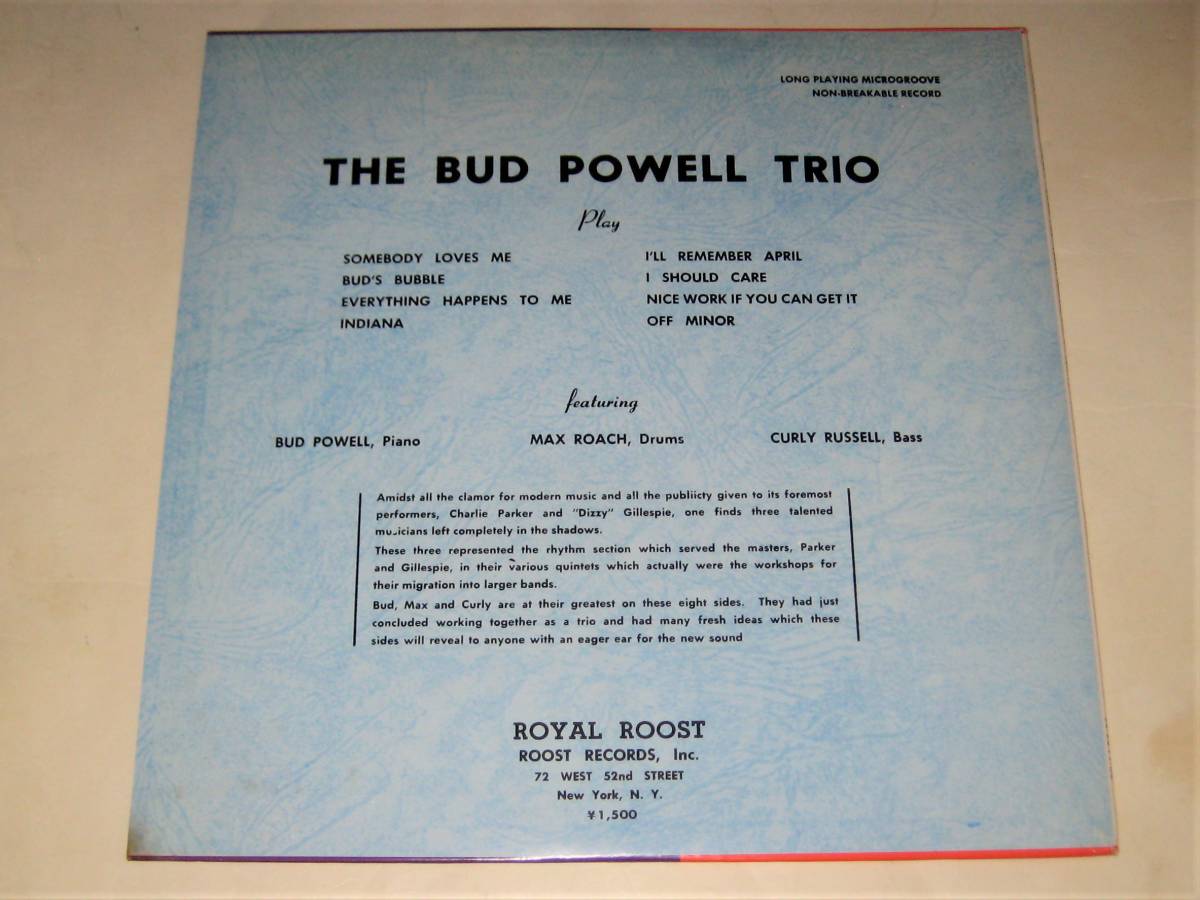 LONG PLAYING MICROGROOVE
NON-BREAKABLE RECORD
THE BUD POWELL TRIO
Play
SOMEBODY LOVES ME
BUD'S BUBBLE
EVERYTHING HAPPENS TO ME
INDIANA
I'LL REMEMBER APRIL
I SHOULD CARE
NICE WORK IF YOU CAN GET IT
OFF MINOR
featuring
BUD POWELL, Piano
MAX ROACH, Drums
CURLY RUSSELL, Bass
Amidst all the clamor for modern music and all the publiicty given to its foremost
performers, Charlie Parker and "Dizzy" Gillespie, one finds three talented
musicians left completely in the shadows.
These three represented the rhythm section which served the masters, Parker
and Gillespie, in their various quintets which actually were the workshops for
their migration into larger bands.
Bud, Max and Curly are at their greatest on these eight sides. They had just
concluded working together as a trio and had many fresh ideas which these
sides will reveal to anyone with an eager ear for the new sound
ROYAL ROOST
ROOST RECORDS, Inc.
72 WEST 52nd STREET
New York, N. Y.
¥1,500